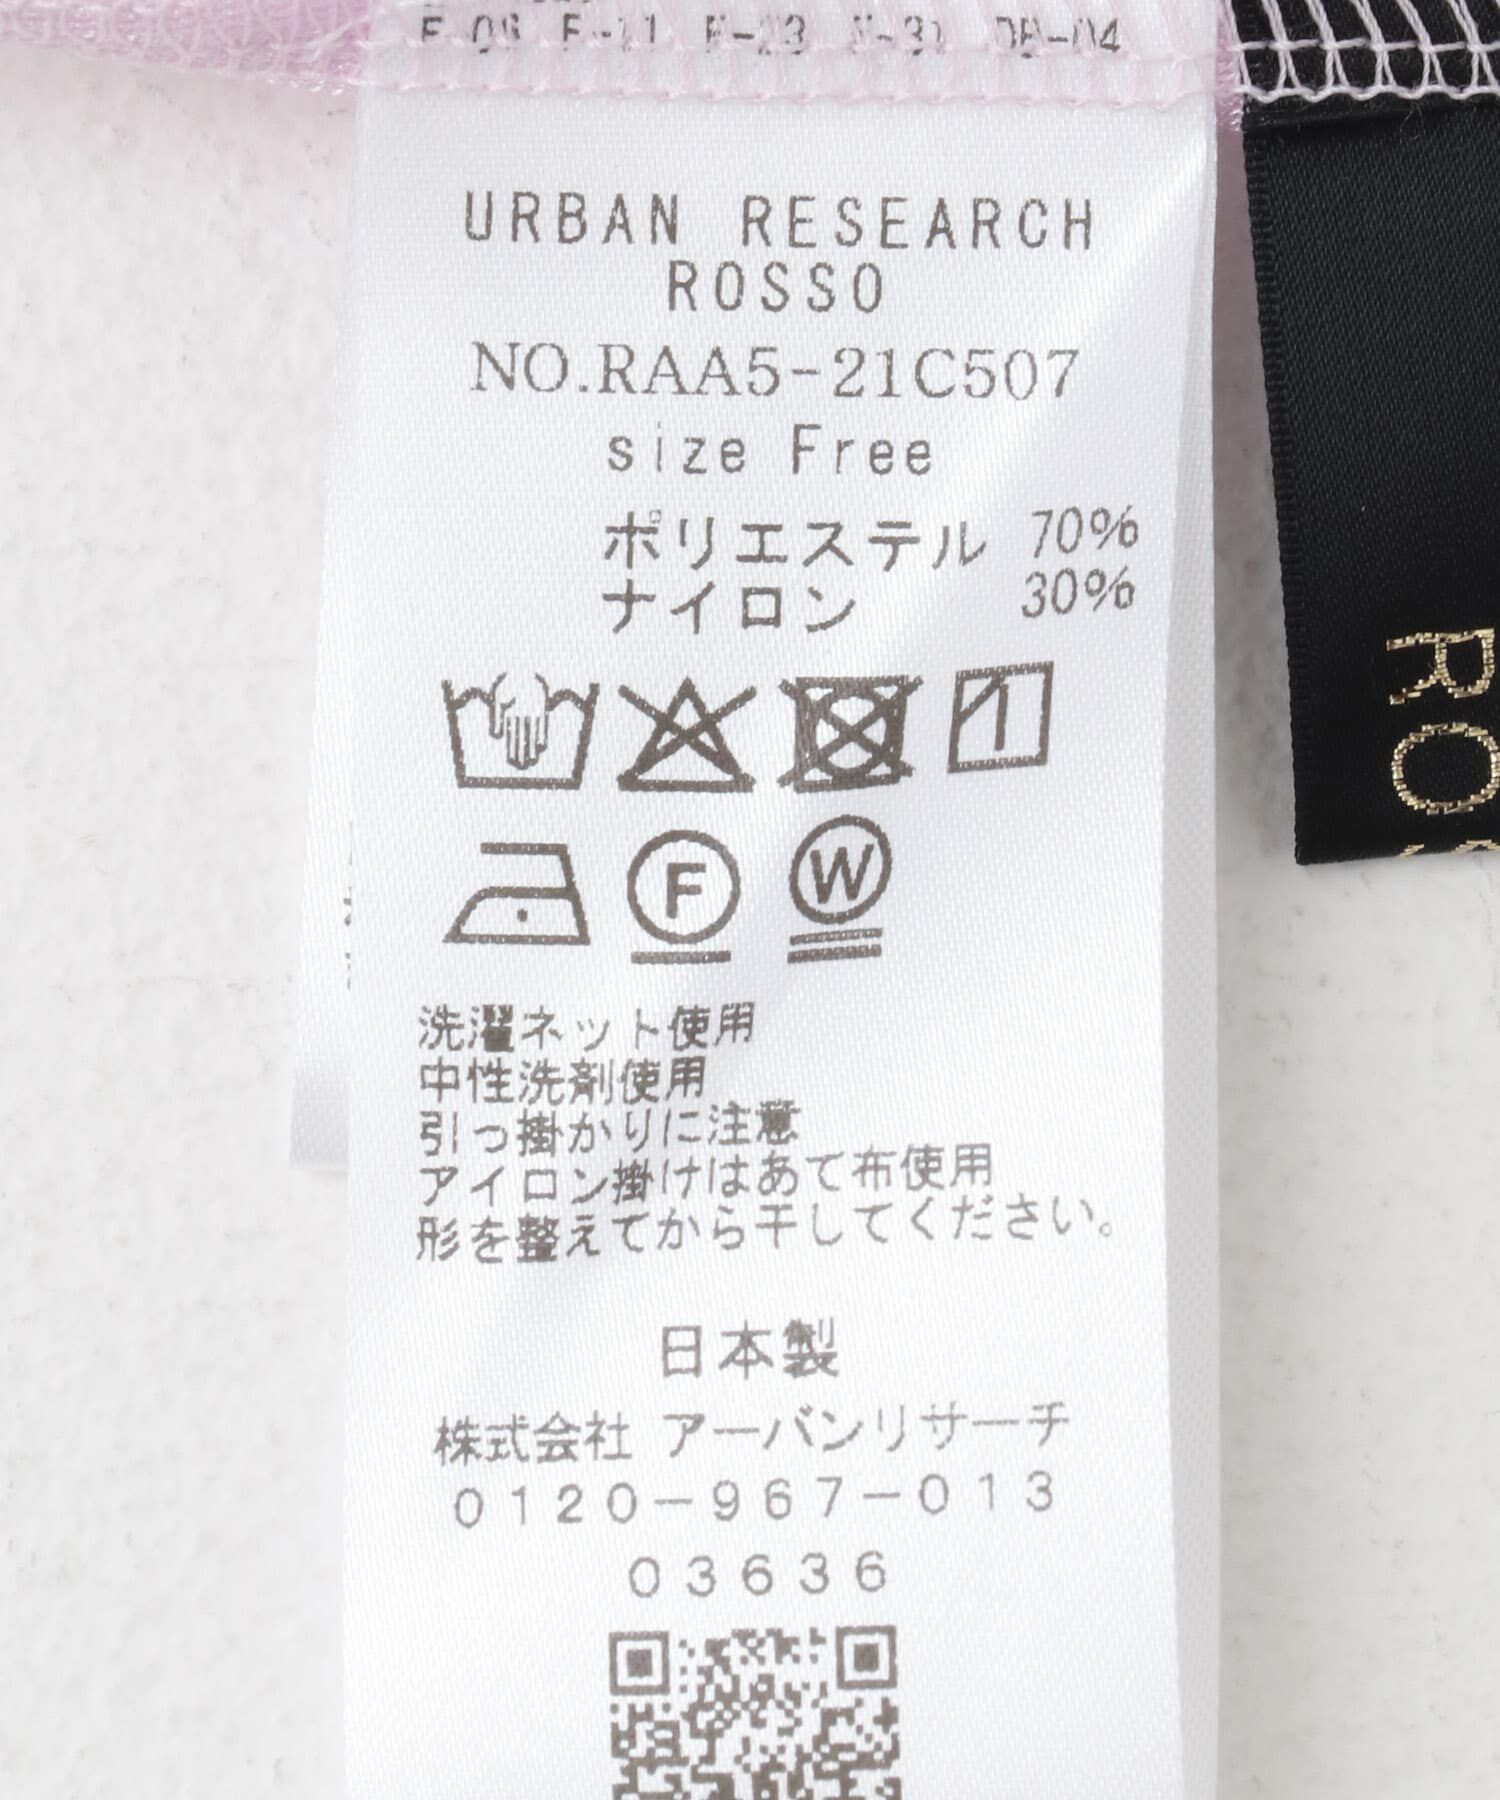 URBAN RESEARCH
ROSSO
NO.RAA5-21C507
size Free
ポリエステル 70%
ナイロン 30%
F
W
洗濯ネット使用
中性洗剤使用
引っ掛かりに注意
アイロン掛けはあて布使用
形を整えてから干してください。
日本製
株式会社 アーバンリサーチ
0120-967-013
03636
RO